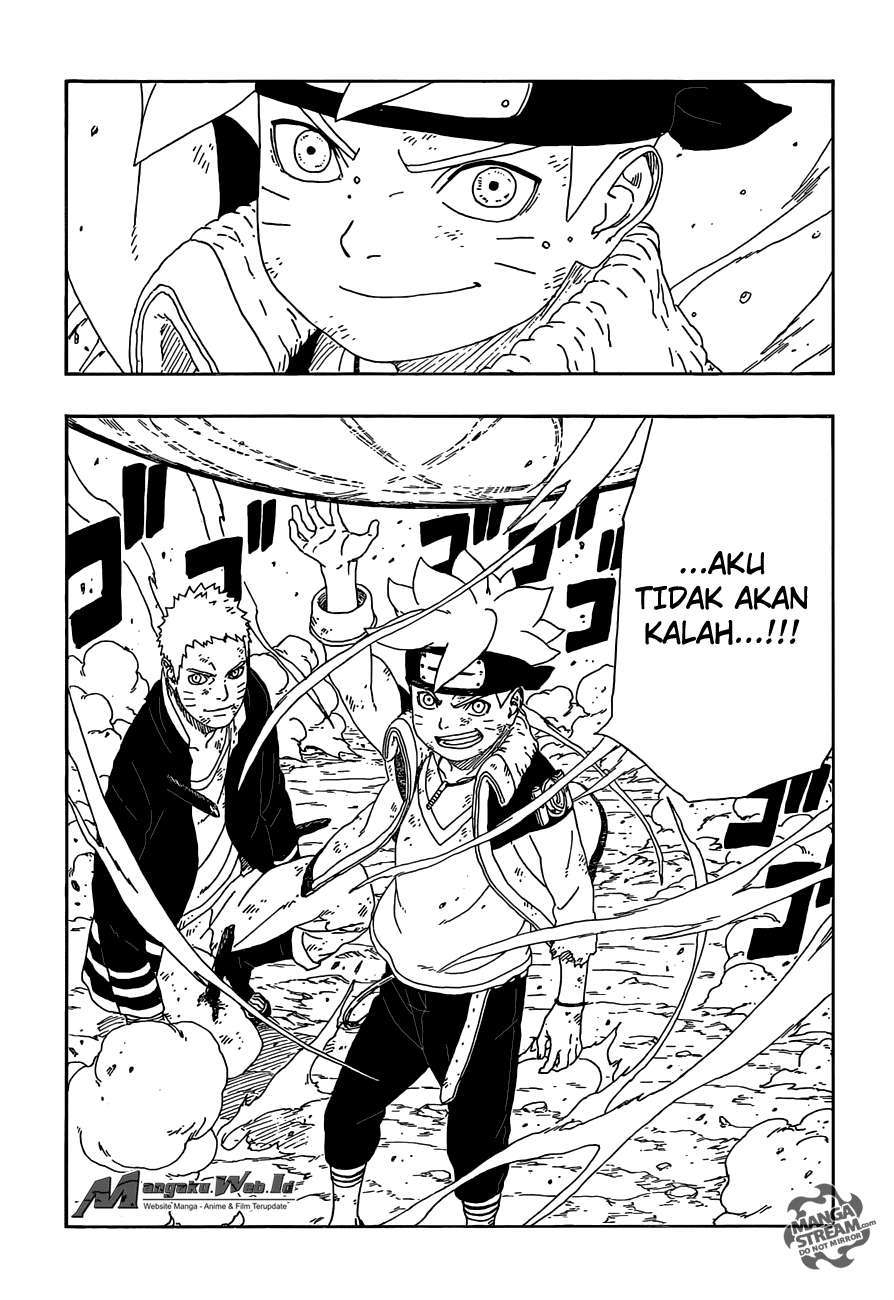 ...AKU
TIDAK AKAN
KALAH...!!!
ゴゴゴゴ
ゴゴ
Mangaku.Web.Id
Website Manga - Anime & Film Terupdate
MANGA
STREAM.com
DO NOT MIRROR